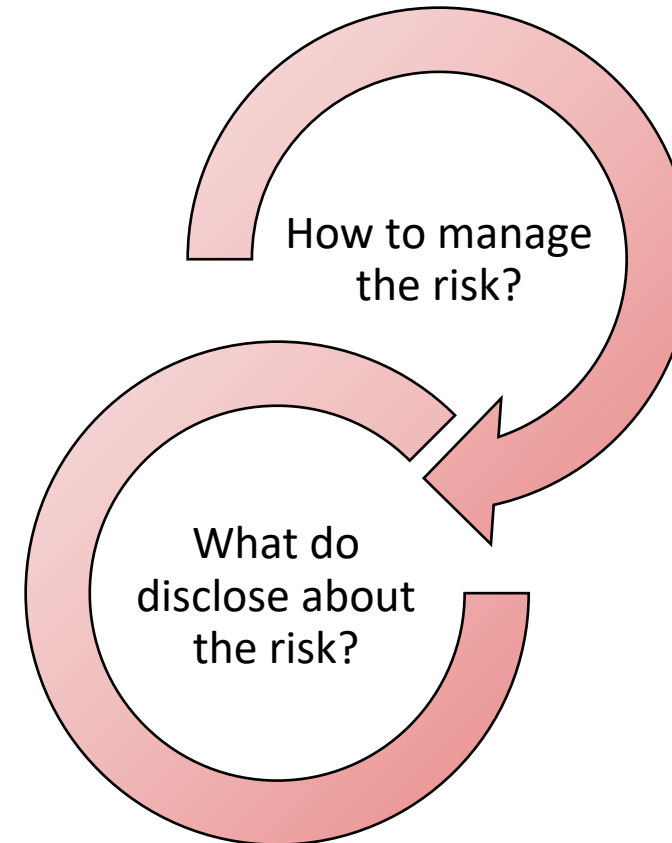 How to manage
the risk?
What do
disclose about
the risk?